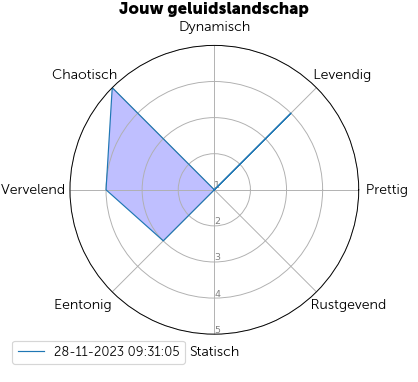 Jouw geluidslandschap
Dynamisch
Chaotisch
Levendig
Vervelend
1
Prettig
2
3
Eentonig
4
Rustgevend
5
28-11-2023 09:31:05
Statisch